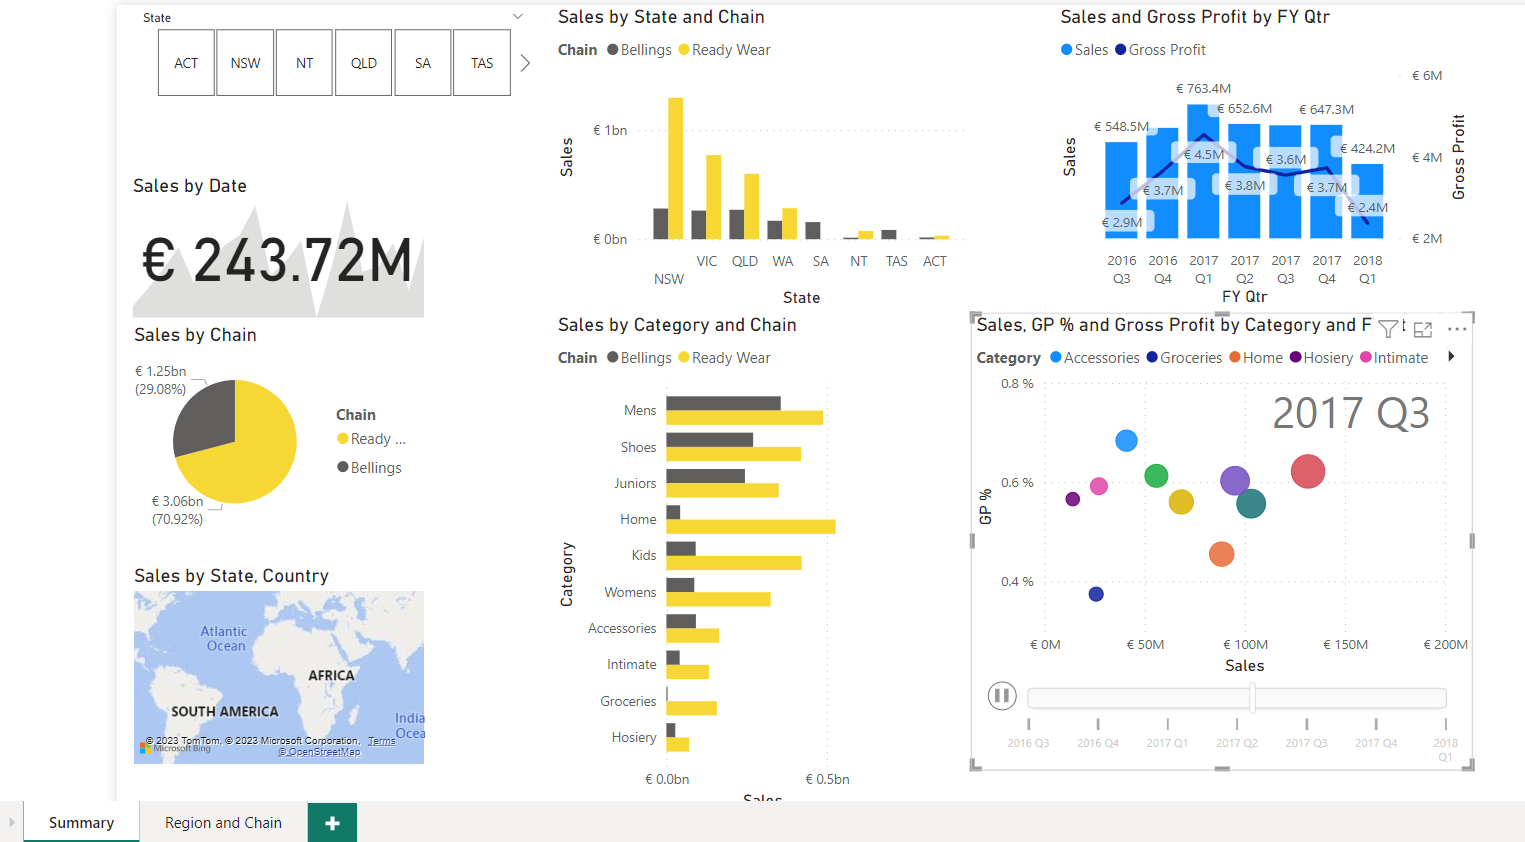 State
ACT NSW NT QLD SA TAS
Sales by Date
€ 243.72M
Sales by Chain
€ 1.25bn
(29.08%)
€ 3.06bn
(70.92%)
Chain
Ready ...
Bellings
Sales by State, Country
Atlantic
Ocean
AFRICA
SOUTH AMERICA
India
Ocea
© 2023 TomTom, © 2023 Microsoft Corporation, Terms
Microsoft Bing
© OpenStreetMap
Sales by State and Chain
Chain Bellings Ready Wear
Sales
€ 1bn
€ 0bn
NSW VIC QLD WA SA NT TAS ACT
State
Sales by Category and Chain
Chain Bellings Ready Wear
Category
Mens
Shoes
Juniors
Home
Kids
Womens
Accessories
Intimate
Groceries
Hosiery
€ 0.0bn € 0.5bn
Sales
Sales and Gross Profit by FY Qtr
Sales Gross Profit
Sales
€ 548.5M € 763.4M € 652.6M € 647.3M € 424.2M
€ 2.9M € 3.7M € 4.5M € 3.8M € 3.6M € 3.7M € 2.4M
€ 6M
€ 4M
€ 2M
Gross Profit
2016 2016 2017 2017 2017 2017 2018
Q3 Q4 Q1 Q2 Q3 Q4 Q1
FY Qtr
Sales, GP % and Gross Profit by Category and F t
Category Accessories Groceries Home Hosiery Intimate
2017 Q3
GP %
0.8 %
0.6 %
0.4 %
€ 0M € 50M € 100M € 150M € 200M
Sales
2016 Q3 2016 Q4 2017 Q1 2017 Q2 2017 Q3 2017 Q4 2018
Q1
Summary Region and Chain